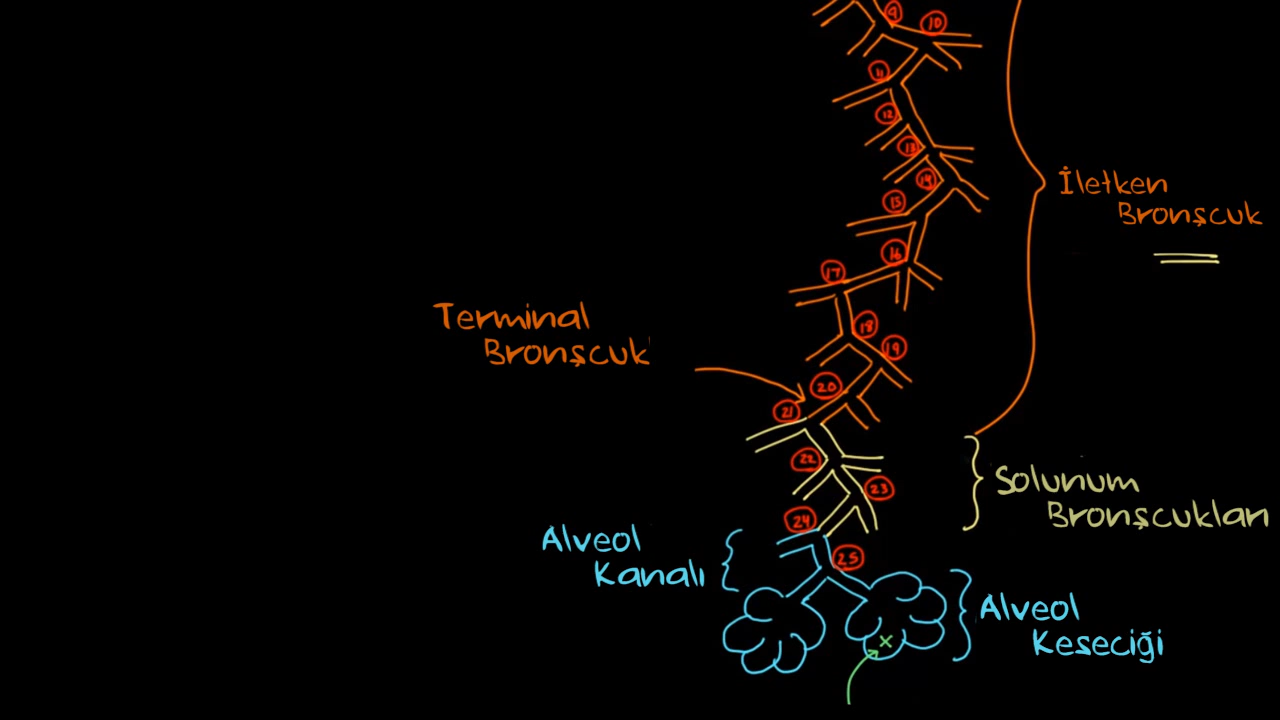 9
10
11
12
13
14
İletken
Bronşcuk
15
16
17
Terminal
Bronşcuk
18
19
20
21
22
Solunum
Bronşcukları
23
24
Alveol
Kanalı
25
Alveol
Keseciği
x